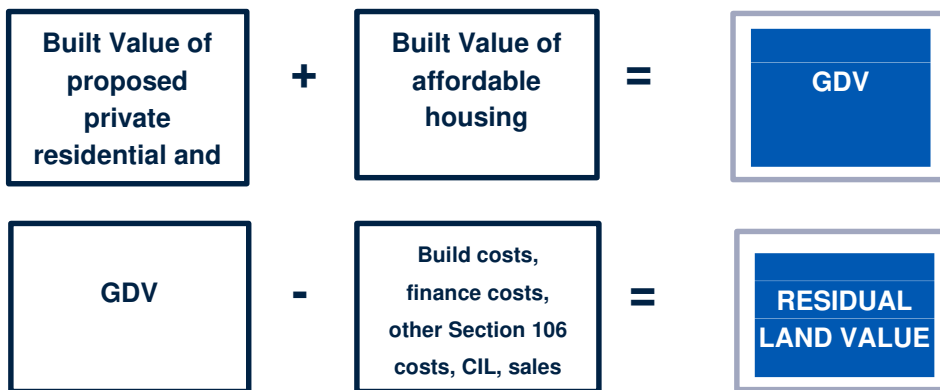 Built Value of
proposed
private
residential and
+
Built Value of
affordable
housing
=
GDV
GDV
-
Build costs,
finance costs,
other Section 106
costs, CIL, sales
=
RESIDUAL
LAND VALUE